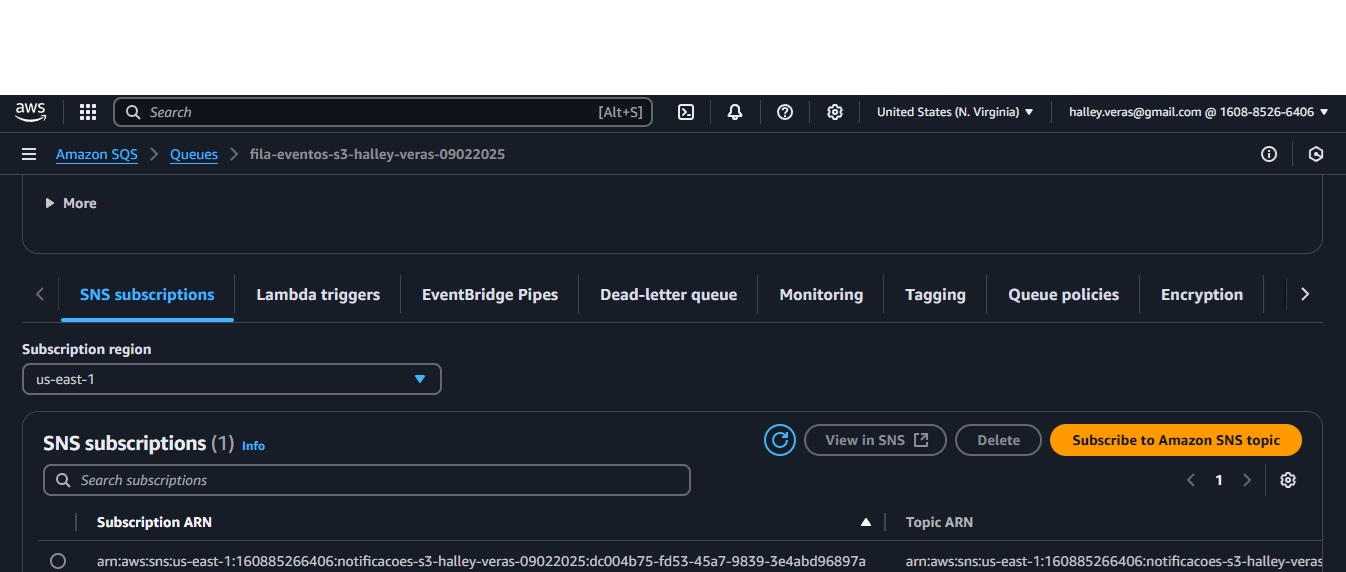 aws
Search [Alt+S] United States (N. Virginia) halley.veras@gmail.com @ 1608-8526-6406
Amazon SQS Queues fila-eventos-s3-halley-veras-09022025
More
SNS subscriptions Lambda triggers EventBridge Pipes Dead-letter queue Monitoring Tagging Queue policies Encryption
Subscription region
us-east-1
SNS subscriptions (1) Info View in SNS Delete Subscribe to Amazon SNS topic
Search subscriptions 1
Subscription ARN Topic ARN
arn:aws:sns:us-east-1:160885266406:notificacoes-s3-halley-veras-09022025:dc004b75-fd53-45a7-9839-3e4abd96897a arn:aws:sns:us-east-1:160885266406:notificacoes-s3-halley-veras